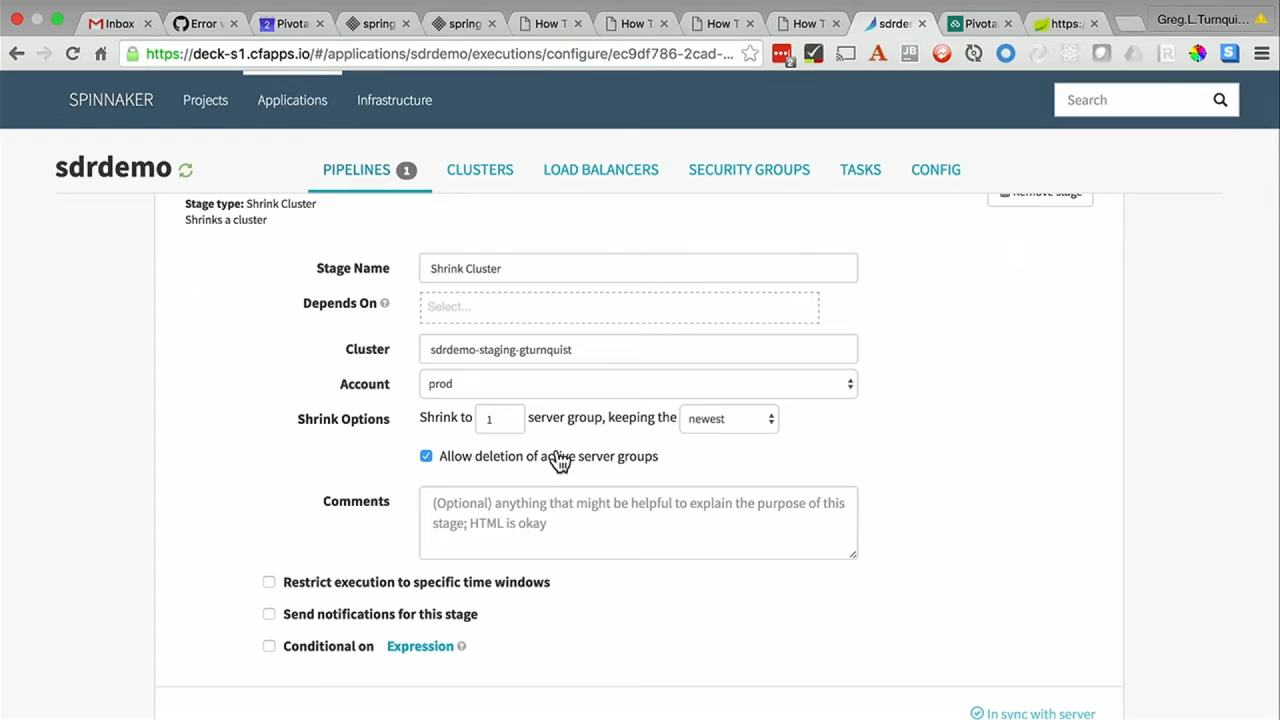 Inbox
Error v
2
Pivota
spring
spring
How T
How T
How T
How T
sdrde
Pivota
https:/
Greg.L.Turnqui...
https://deck-s1.cfapps.io/#/applications/sdrdemo/executions/configure/ec9df786-2cad-...
2
JB
SPINNAKER
Projects
Applications
Infrastructure
Search
sdrdemo
PIPELINES 1
CLUSTERS
LOAD BALANCERS
SECURITY GROUPS
TASKS
CONFIG
Stage type: Shrink Cluster
Remove stage
Shrinks a cluster
Stage Name
Shrink Cluster
Depends On
Select...
Cluster
sdrdemo-staging-gturnquist
Account
prod
Shrink Options
Shrink to 1 server group, keeping the newest
Allow deletion of active server groups
Comments
(Optional) anything that might be helpful to explain the purpose of this
stage; HTML is okay
Restrict execution to specific time windows
Send notifications for this stage
Conditional on Expression
In sync with server